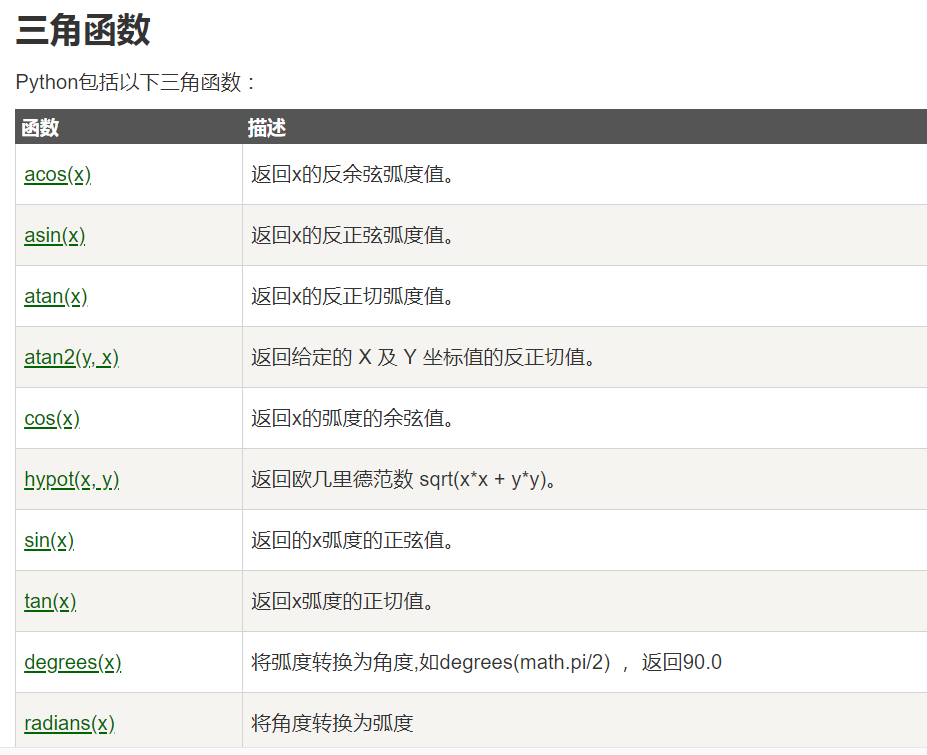 三角函数
Python包括以下三角函数：
函数 描述
acos(x) 返回x的反余弦弧度值。
asin(x) 返回x的反正弦弧度值。
atan(x) 返回x的反正切弧度值。
atan2(y, x) 返回给定的 X 及 Y 坐标值的反正切值。
cos(x) 返回x的弧度的余弦值。
hypot(x, y) 返回欧几里德范数 sqrt(x*x + y*y)。
sin(x) 返回的x弧度的正弦值。
tan(x) 返回x弧度的正切值。
degrees(x) 将弧度转换为角度,如degrees(math.pi/2) ， 返回90.0
radians(x) 将角度转换为弧度